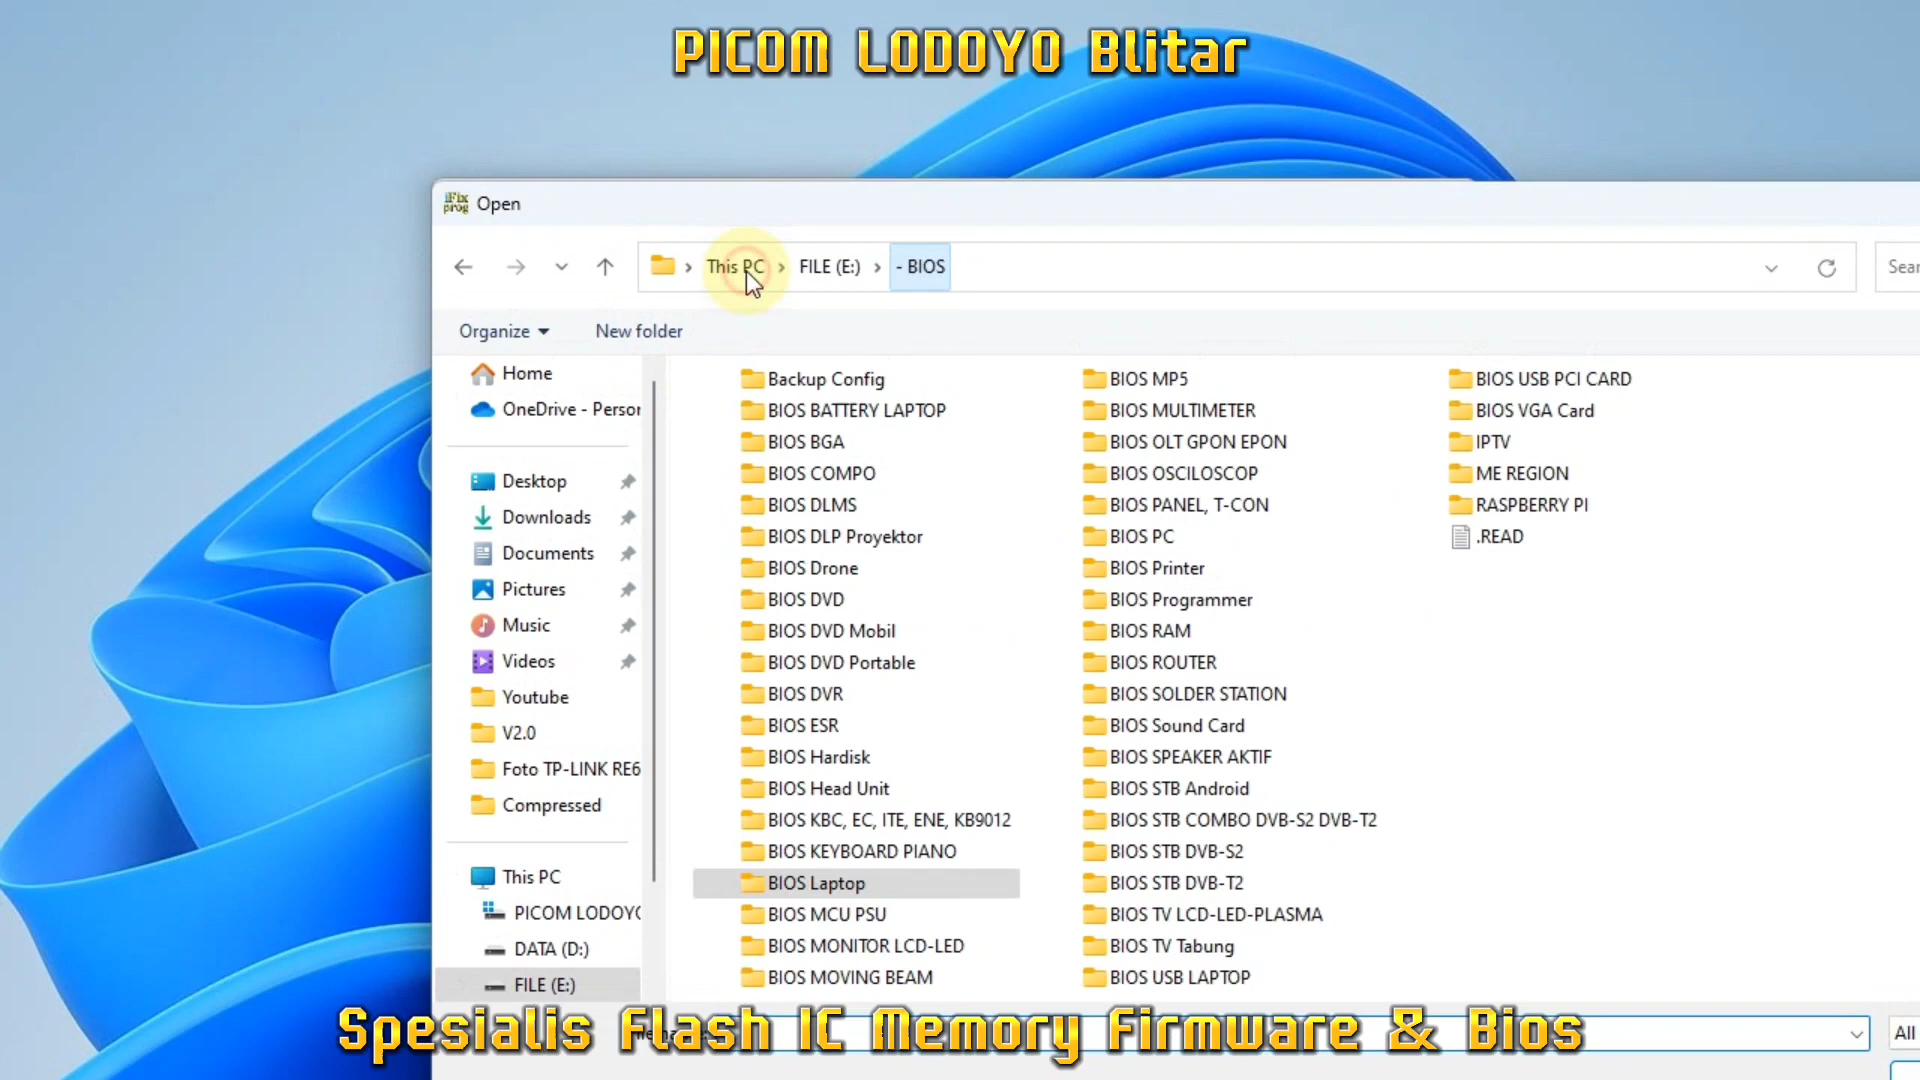 PICOM LODOYO Blitar
iFix prog Open
This PC > FILE (E:) > - BIOS
Sear
Organize
New folder
Home
OneDrive - Persor
Desktop
Downloads
Documents
Pictures
Music
Videos
Youtube
V2.0
Foto TP-LINK RE6
Compressed
This PC
PICOM LODOYO
DATA (D:)
FILE (E:)
Backup Config
BIOS BATTERY LAPTOP
BIOS BGA
BIOS COMPO
BIOS DLMS
BIOS DLP Proyektor
BIOS Drone
BIOS DVD
BIOS DVD Mobil
BIOS DVD Portable
BIOS DVR
BIOS ESR
BIOS Hardisk
BIOS Head Unit
BIOS KBC, EC, ITE, ENE, KB9012
BIOS KEYBOARD PIANO
BIOS Laptop
BIOS MCU PSU
BIOS MONITOR LCD-LED
BIOS MOVING BEAM
BIOS MP5
BIOS MULTIMETER
BIOS OLT GPON EPON
BIOS OSCILOSCOP
BIOS PANEL, T-CON
BIOS PC
BIOS Printer
BIOS Programmer
BIOS RAM
BIOS ROUTER
BIOS SOLDER STATION
BIOS Sound Card
BIOS SPEAKER AKTIF
BIOS STB Android
BIOS STB COMBO DVB-S2 DVB-T2
BIOS STB DVB-S2
BIOS STB DVB-T2
BIOS TV LCD-LED-PLASMA
BIOS TV Tabung
BIOS USB LAPTOP
BIOS USB PCI CARD
BIOS VGA Card
IPTV
ME REGION
RASPBERRY PI
.READ
All
Spesialis Flash IC Memory Firmware & Bios